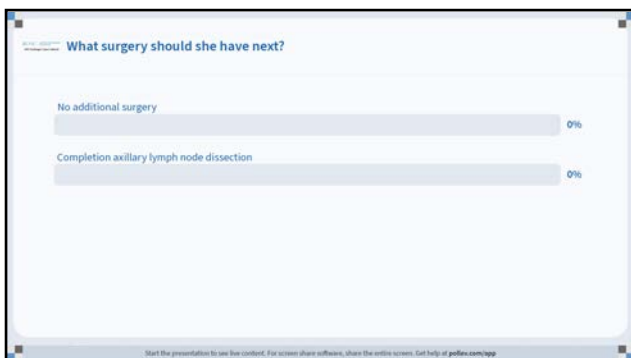 What surgery should she have next?
No additional surgery
0%
Completion axillary lymph node dissection
0%
Start the presentation to see live content. For screen share software, share the entire screen. Get help at pollev.com/app